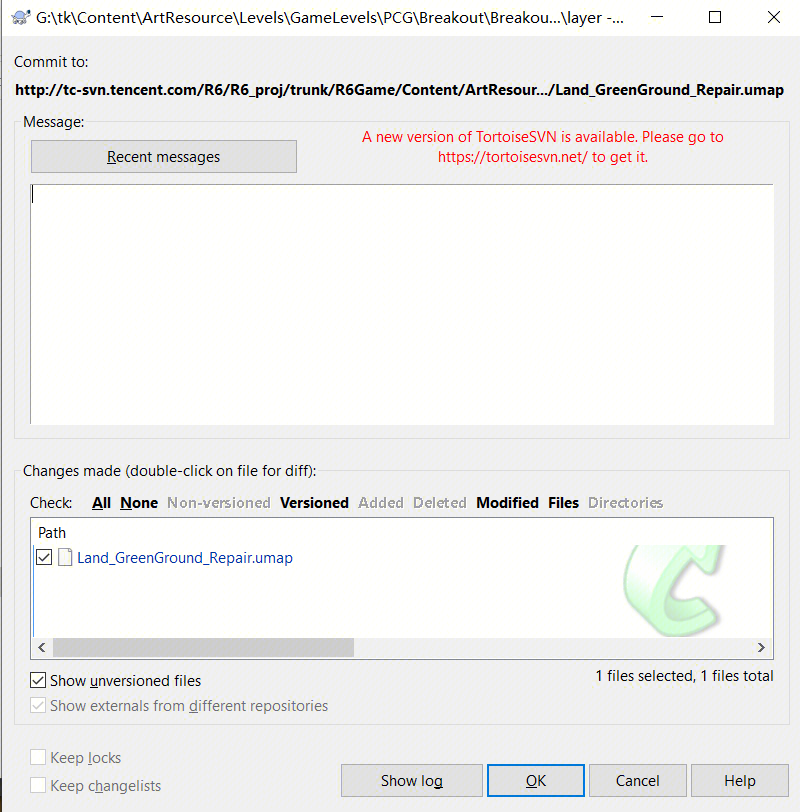 G:\tk\Content\ArtResource\Levels\GameLevels\PCG\Breakout\Breakou...\layer -...
Commit to:
http://tc-svn.tencent.com/R6/R6_proj/trunk/R6Game/Content/ArtResour.../Land_GreenGround_Repair.umap
Message:
Recent messages
A new version of TortoiseSVN is available. Please go to
https://tortoisesvn.net/ to get it.
Changes made (double-click on file for diff):
Check: All None Non-versioned Versioned Added Deleted Modified Files Directories
Path
Land_GreenGround_Repair.umap
Show unversioned files
1 files selected, 1 files total
Show externals from different repositories
Keep locks
Keep changelists
Show log OK Cancel Help